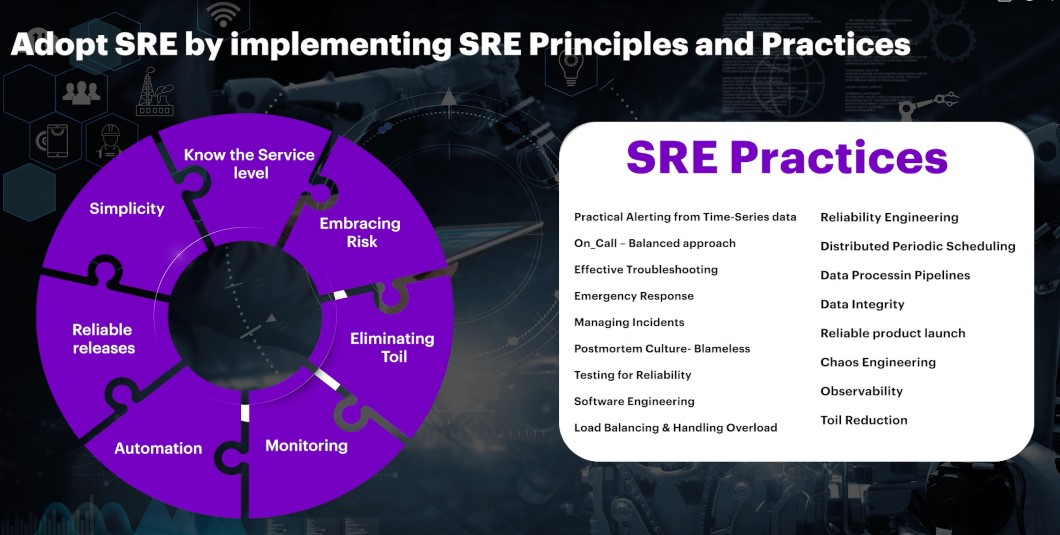 Adopt SRE by implementing SRE Principles and Practices
Know the Service
level
Embracing
Risk
Eliminating
Toil
Monitoring
Automation
Reliable
releases
Simplicity
SRE Practices
Practical Alerting from Time-Series data
On_Call – Balanced approach
Effective Troubleshooting
Emergency Response
Managing Incidents
Postmortem Culture- Blameless
Testing for Reliability
Software Engineering
Load Balancing & Handling Overload
Reliability Engineering
Distributed Periodic Scheduling
Data Processin Pipelines
Data Integrity
Reliable product launch
Chaos Engineering
Observability
Toil Reduction